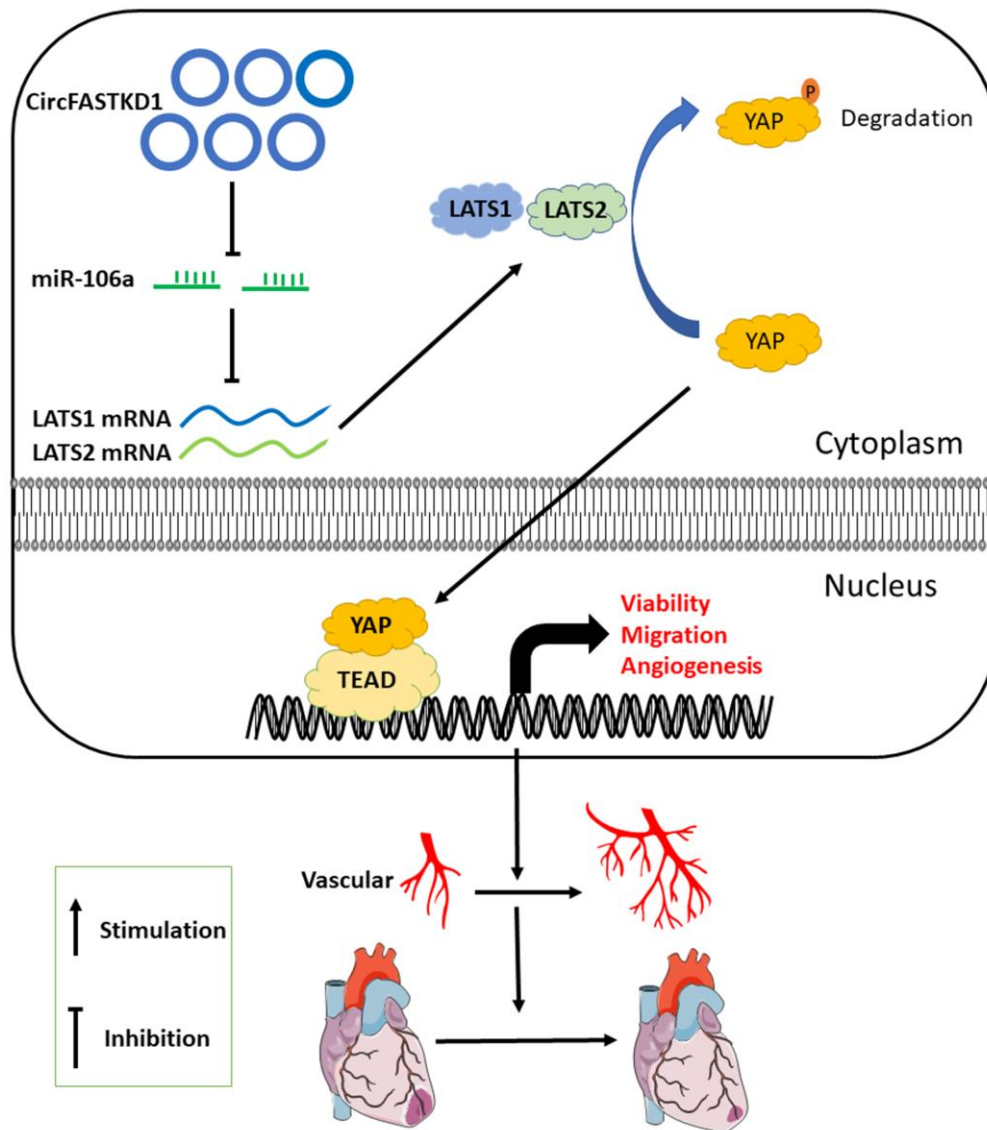 CircFASTKD1
miR-106a
LATS1 mRNA
LATS2 mRNA
LATS1
LATS2
P
YAP
Degradation
YAP
Cytoplasm
Nucleus
YAP
TEAD
Viability
Migration
Angiogenesis
Vascular
Stimulation
Inhibition